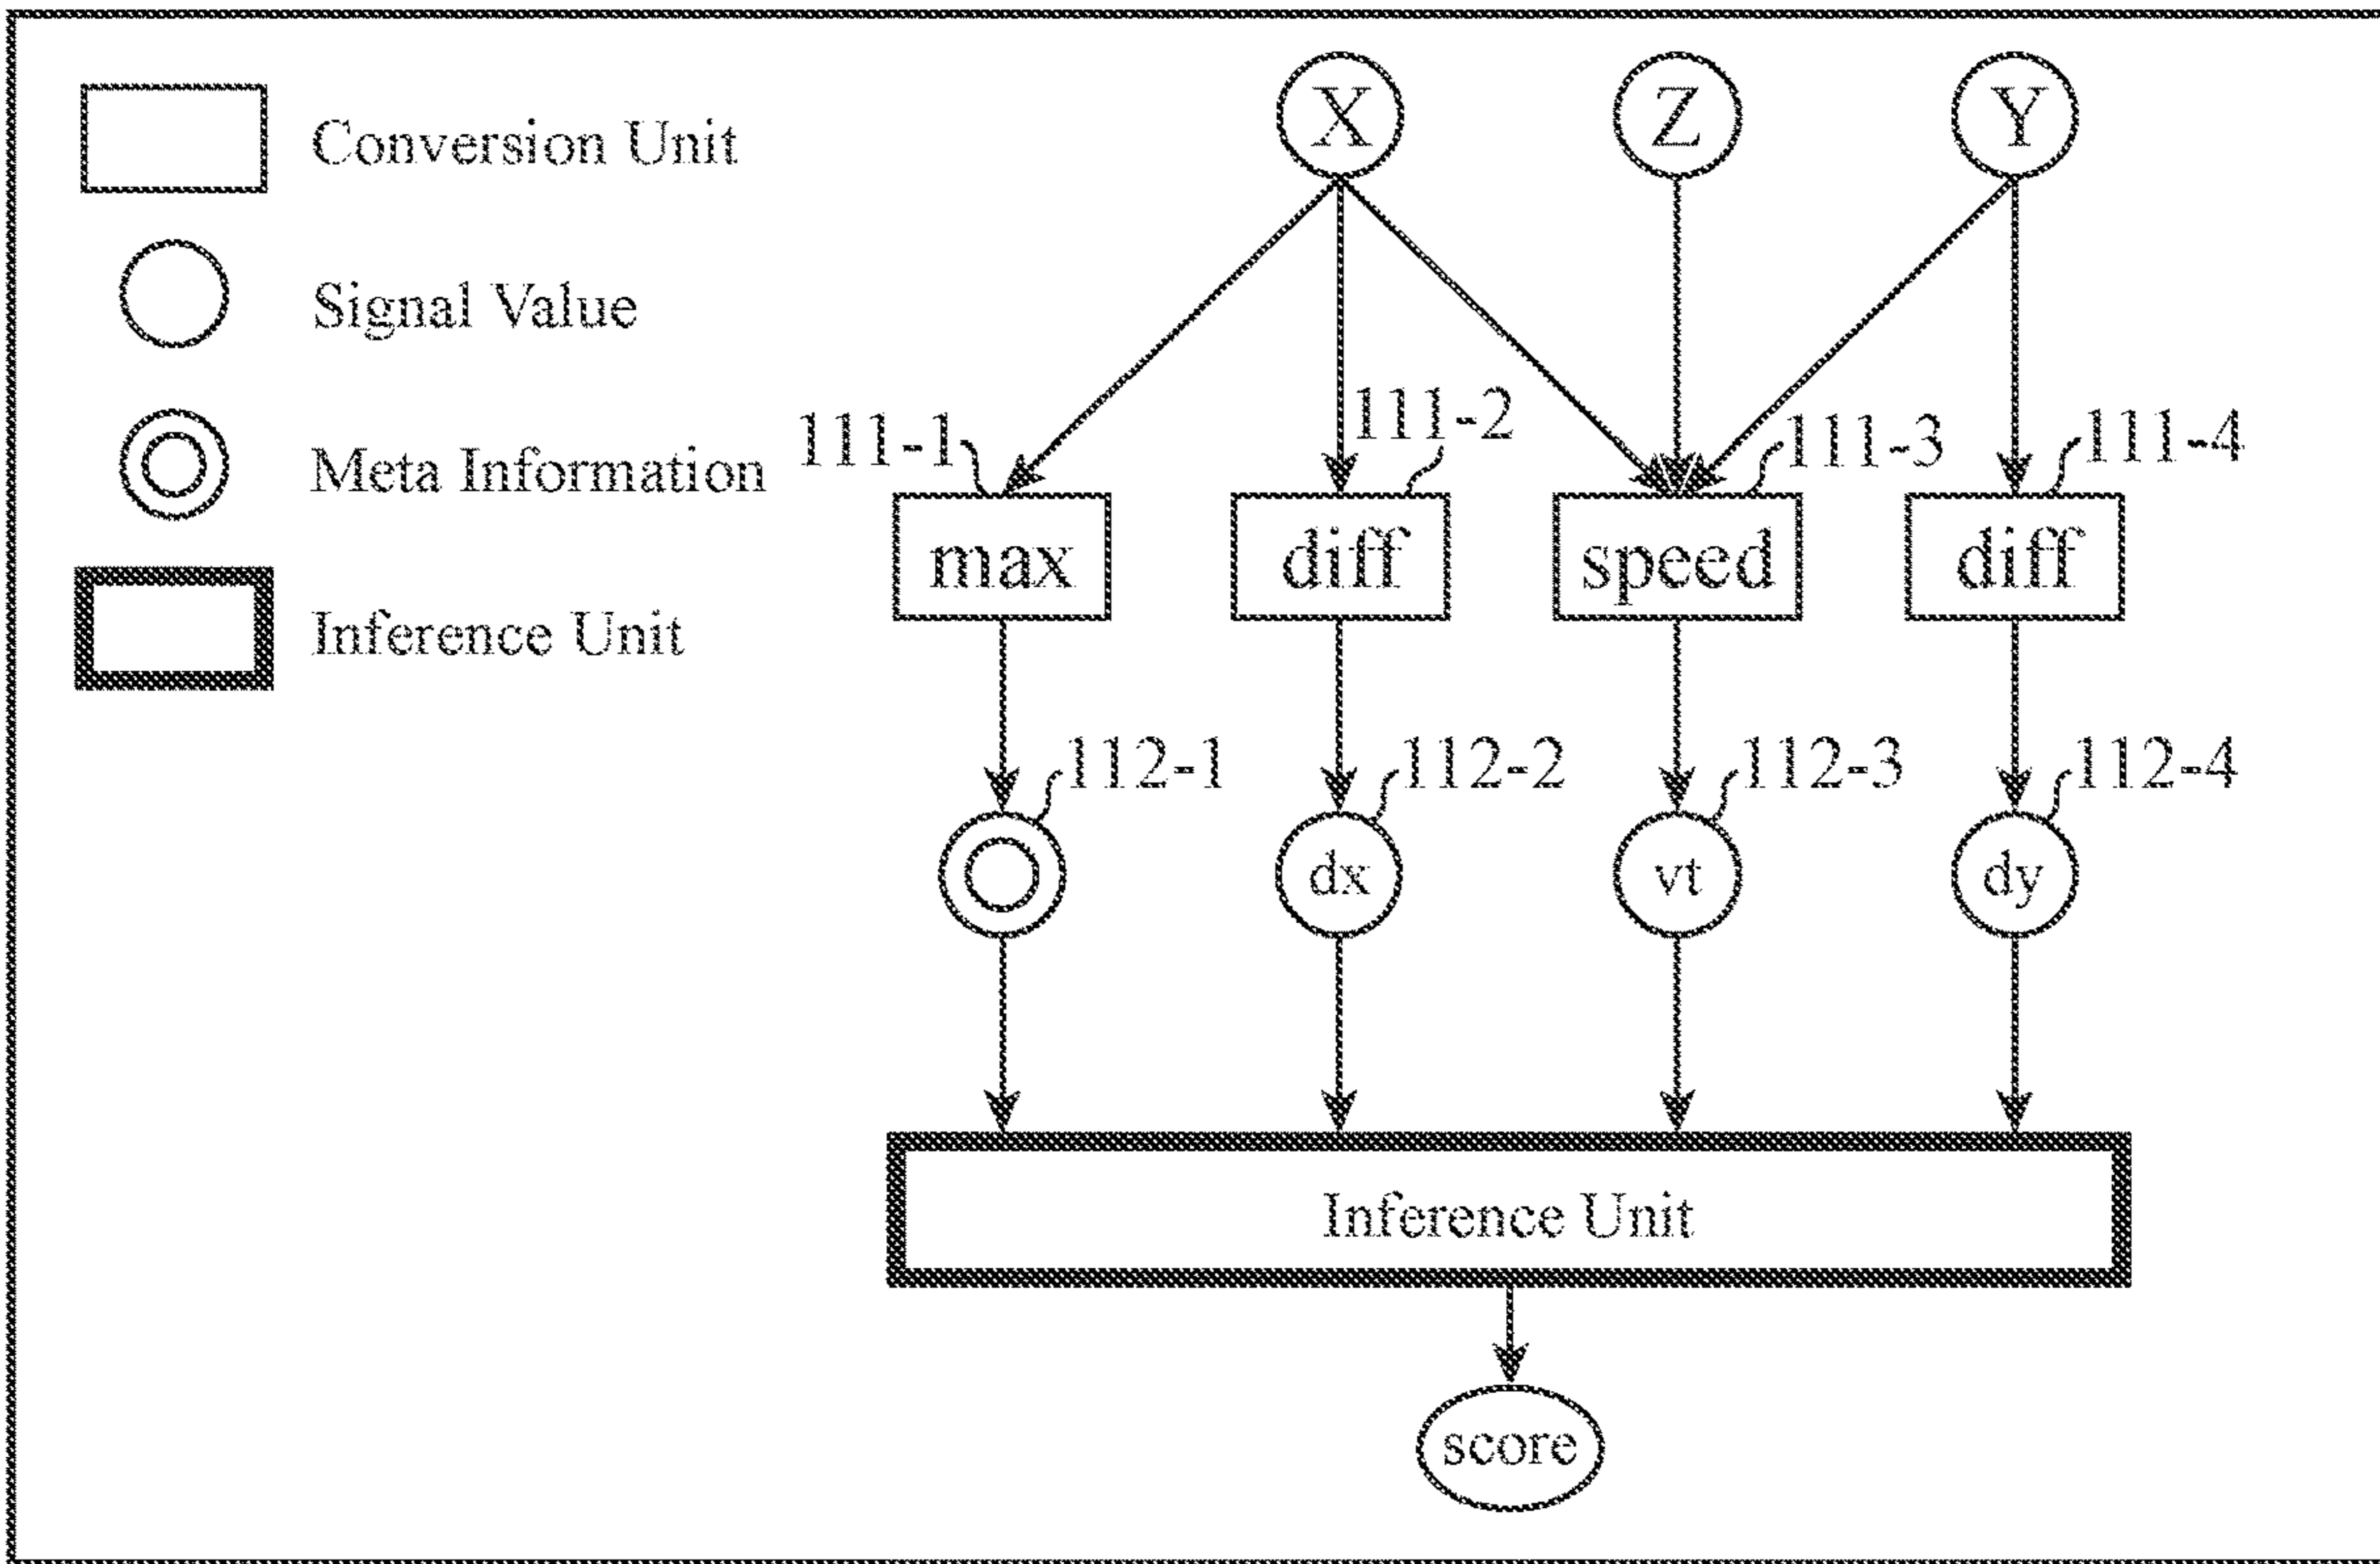 X Z Y
Conversion Unit
Signal Value
Meta Information
Inference Unit
111-1 111-2 111-3 111-4
max diff speed diff
112-1 112-2 112-3 112-4
dx vt dy
Inference Unit
score